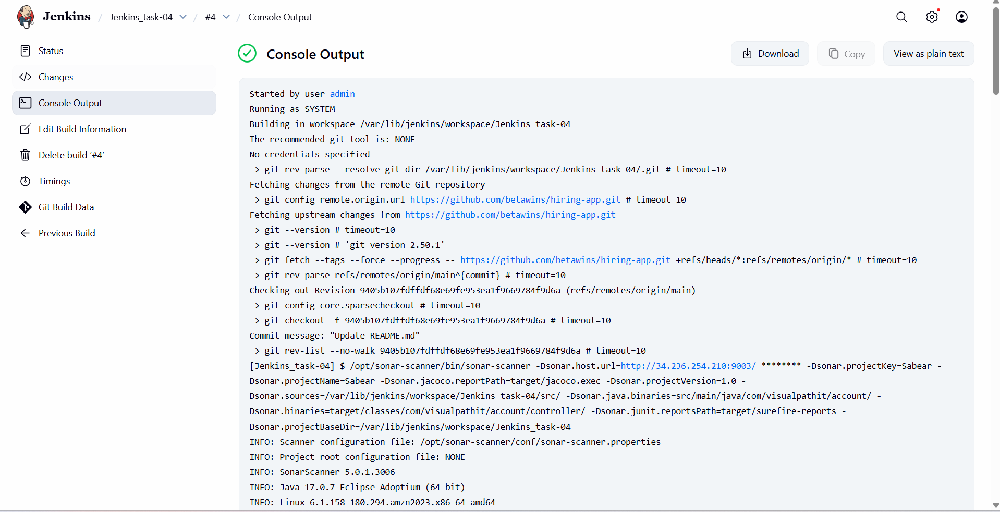 Jenkins / Jenkins_task-04 / #4 / Console Output
Status
Changes
Console Output
Edit Build Information
Delete build ‘#4’
Timings
Git Build Data
Previous Build
Console Output
Download
Copy
View as plain text
Started by user admin
Running as SYSTEM
Building in workspace /var/lib/jenkins/workspace/Jenkins_task-04
The recommended git tool is: NONE
No credentials specified
> git rev-parse --resolve-git-dir /var/lib/jenkins/workspace/Jenkins_task-04/.git # timeout=10
Fetching changes from the remote Git repository
> git config remote.origin.url https://github.com/betawins/hiring-app.git # timeout=10
Fetching upstream changes from https://github.com/betawins/hiring-app.git
> git --version # timeout=10
> git --version # 'git version 2.50.1'
> git fetch --tags --force --progress -- https://github.com/betawins/hiring-app.git +refs/heads/*:refs/remotes/origin/* # timeout=10
> git rev-parse refs/remotes/origin/main^{commit} # timeout=10
Checking out Revision 9405b107fdffdf68e69fe953ea1f9669784f9d6a (refs/remotes/origin/main)
> git config core.sparsecheckout # timeout=10
> git checkout -f 9405b107fdffdf68e69fe953ea1f9669784f9d6a # timeout=10
Commit message: "Update README.md"
> git rev-list --no-walk 9405b107fdffdf68e69fe953ea1f9669784f9d6a # timeout=10
[Jenkins_task-04] $ /opt/sonar-scanner/bin/sonar-scanner -Dsonar.host.url=http://34.236.254.210:9003/ ******** -Dsonar.projectKey=Sabear -
Dsonar.projectName=Sabear -Dsonar.jacoco.reportPath=target/jacoco.exec -Dsonar.projectVersion=1.0 -
Dsonar.sources=/var/lib/jenkins/workspace/Jenkins_task-04/src/ -Dsonar.java.binaries=src/main/java/com/visualpathit/account/ -
Dsonar.binaries=target/classes/com/visualpathit/account/controller/ -Dsonar.junit.reportsPath=target/surefire-reports -
Dsonar.projectBaseDir=/var/lib/jenkins/workspace/Jenkins_task-04
INFO: Scanner configuration file: /opt/sonar-scanner/conf/sonar-scanner.properties
INFO: Project root configuration file: NONE
INFO: SonarScanner 5.0.1.3006
INFO: Java 17.0.7 Eclipse Adoptium (64-bit)
INFO: Linux 6.1.158-180.294.amzn2023.x86_64 amd64